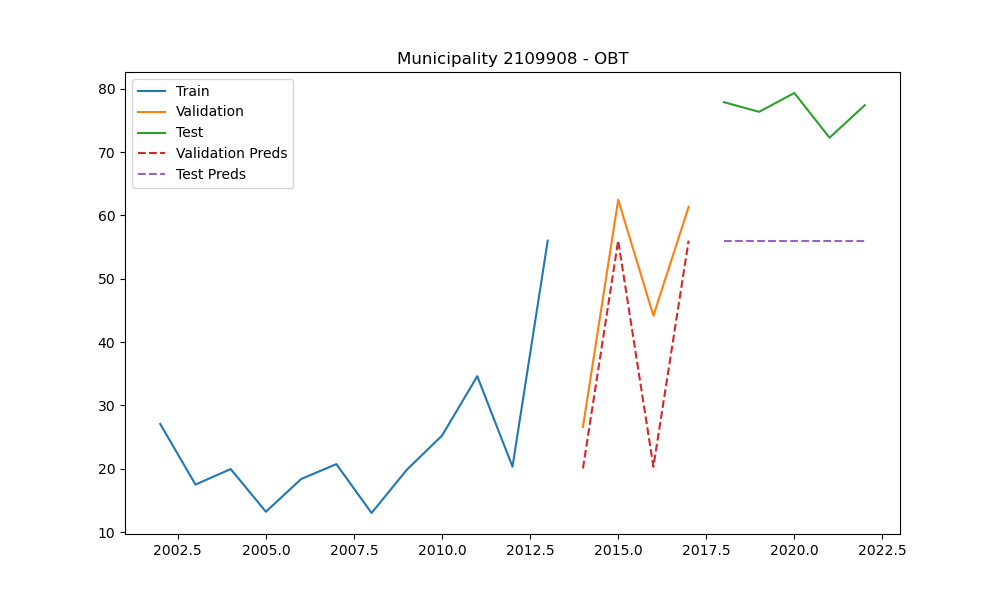 Municipality 2109908 - OBT
Train
Validation
Test
Validation Preds
Test Preds
80
70
60
50
40
30
20
10
2002.5 2005.0 2007.5 2010.0 2012.5 2015.0 2017.5 2020.0 2022.5